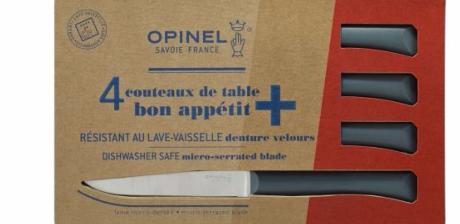 OPINEL
SAVOIE FRANCE
4 couteaux de table
bon appétit +
RÉSISTANT AU LAVE-VAISSELLE denture velours
DISHWASHER SAFE micro-serrated blade